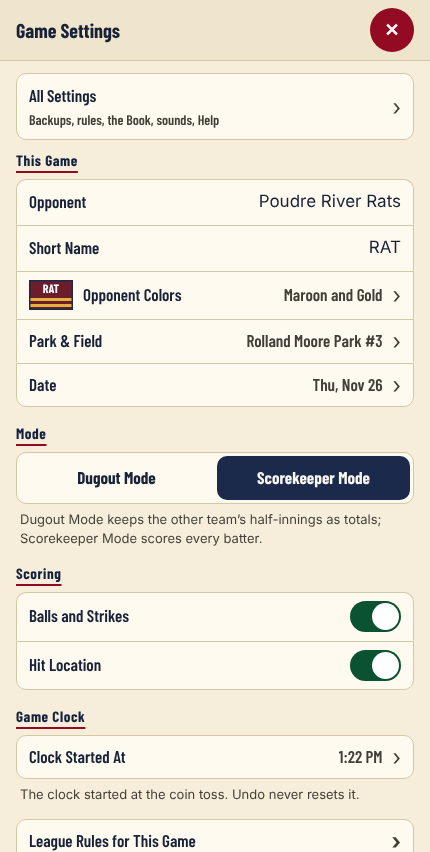 Game Settings
×
All Settings
Backups, rules, the Book, sounds, Help
This Game
Opponent Poudre River Rats
Short Name RAT
RAT Opponent Colors Maroon and Gold
Park & Field Rolland Moore Park #3
Date Thu, Nov 26
Mode
Dugout Mode Scorekeeper Mode
Dugout Mode keeps the other team’s half-innings as totals;
Scorekeeper Mode scores every batter.
Scoring
Balls and Strikes
Hit Location
Game Clock
Clock Started At 1:22 PM
The clock started at the coin toss. Undo never resets it.
League Rules for This Game